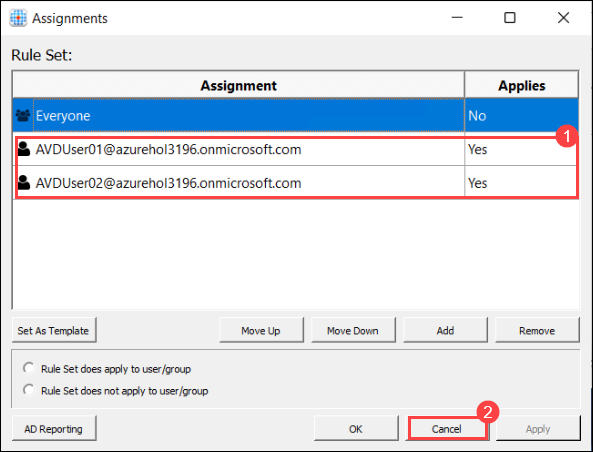 Assignments
Rule Set:
Assignment Applies
Everyone No
1
AVDUser01@azurehol3196.onmicrosoft.com Yes
AVDUser02@azurehol3196.onmicrosoft.com Yes
Set As Template Move Up Move Down Add Remove
Rule Set does apply to user/group
Rule Set does not apply to user/group
2
AD Reporting OK Cancel Apply